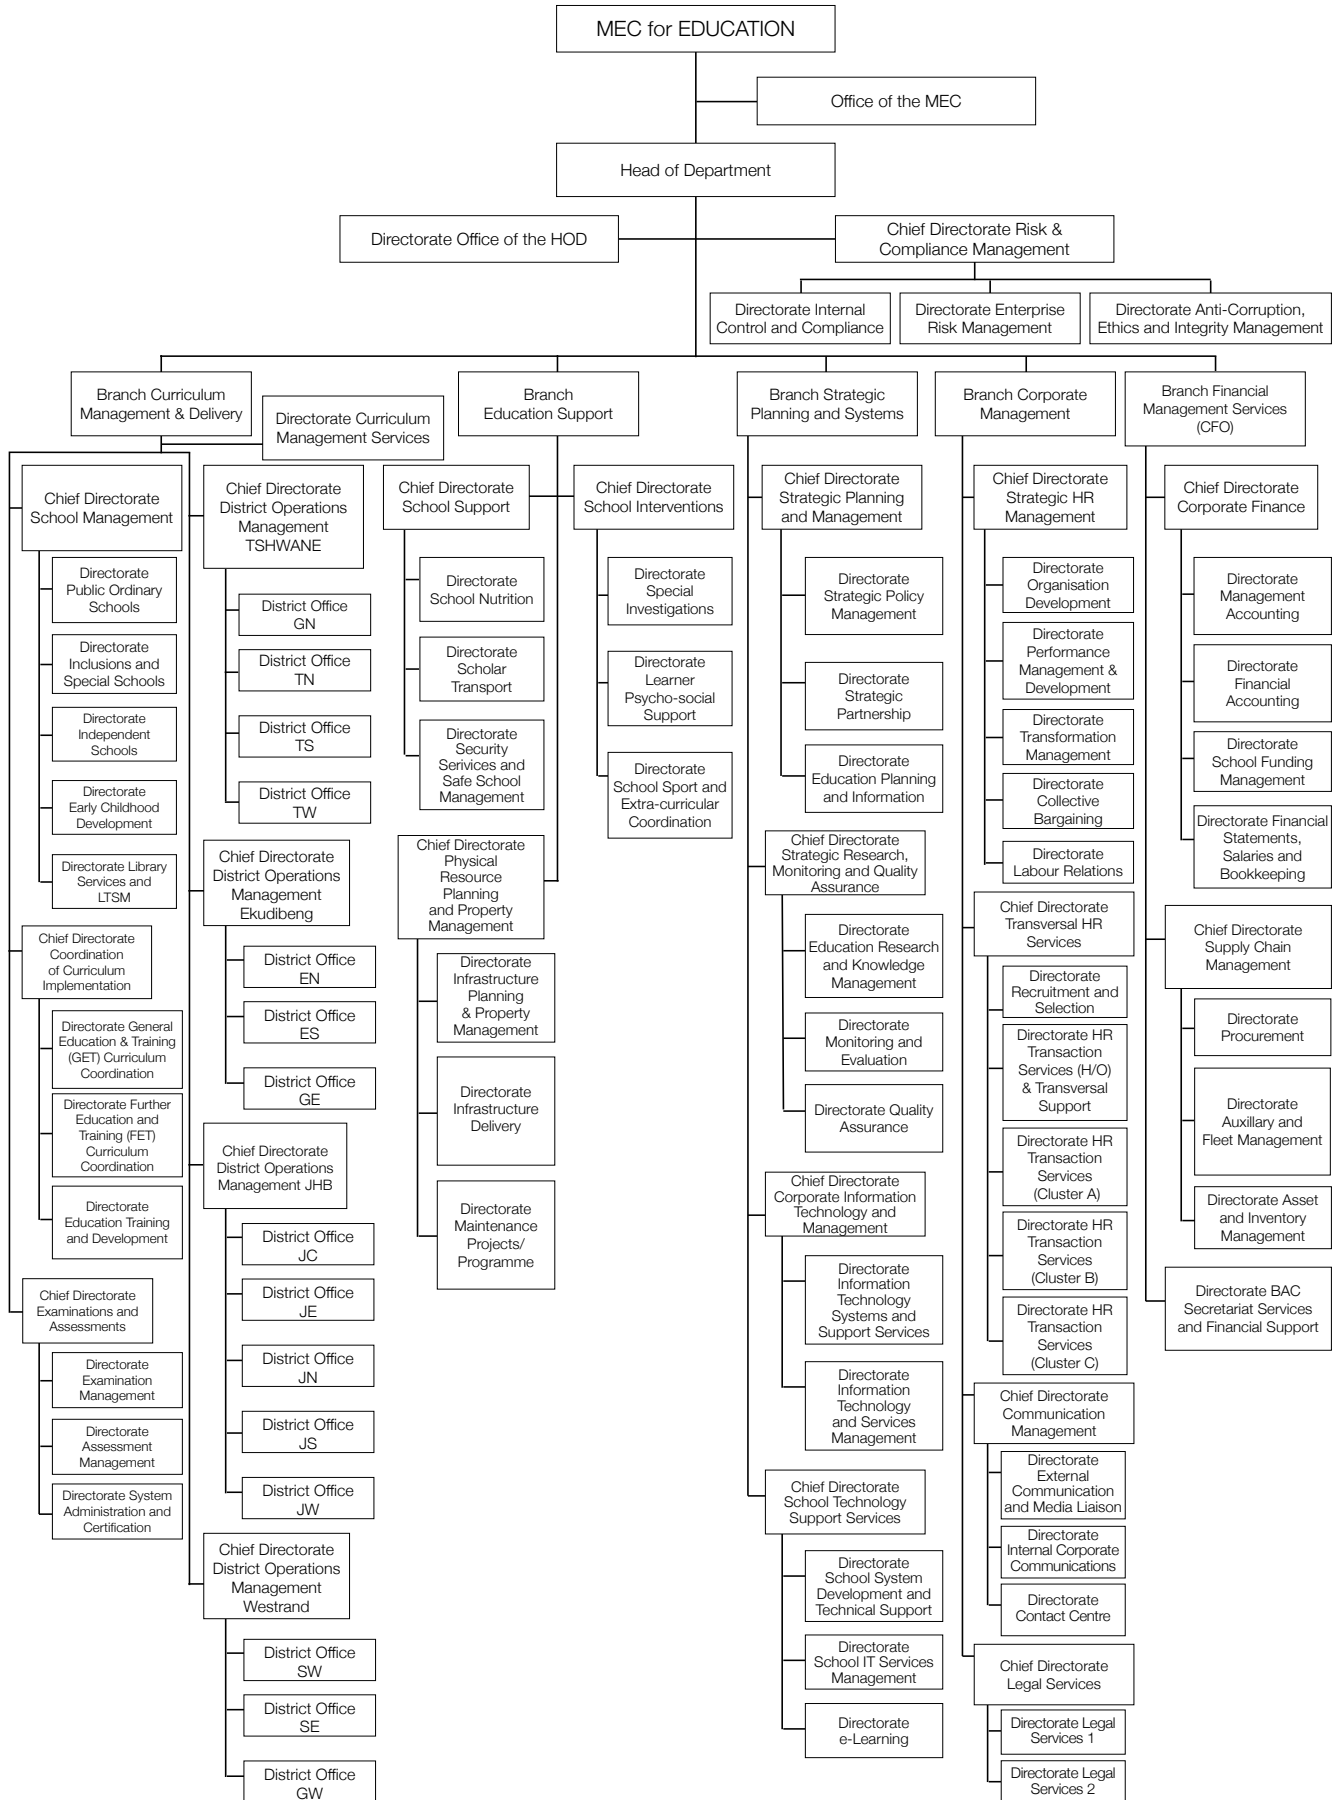 MEC for EDUCATION
Office of the MEC
Head of Department
Directorate Office of the HOD
Chief Directorate Risk &
Compliance Management
Directorate Internal
Control and Compliance
Directorate Enterprise
Risk Management
Directorate Anti-Corruption,
Ethics and Integrity Management
Branch Curriculum
Management & Delivery
Directorate Curriculum
Management Services
Chief Directorate
School Management
Directorate
Public Ordinary
Schools
Directorate
Inclusions and
Special Schools
Directorate
Independent
Schools
Directorate
Early Childhood
Development
Directorate Library
Services and
LTSM
Chief Directorate
Coordination
of Curriculum
Implementation
Directorate General
Education & Training
(GET) Curriculum
Coordination
Directorate Further
Education and
Training (FET)
Curriculum
Coordination
Directorate
Education Training
and Development
Chief Directorate
Examinations and
Assessments
Directorate
Examination
Management
Directorate
Assessment
Management
Directorate System
Administration and
Certification
Chief Directorate
District Operations
Management
TSHWANE
District Office
GN
District Office
TN
District Office
TS
District Office
TW
Chief Directorate
District Operations
Management
Ekudibeng
District Office
EN
District Office
ES
District Office
GE
Chief Directorate
District Operations
Management JHB
District Office
JC
District Office
JE
District Office
JN
District Office
JS
District Office
JW
Chief Directorate
District Operations
Management
Westrand
District Office
SW
District Office
SE
District Office
GW
Branch
Education Support
Chief Directorate
School Support
Directorate
School Nutrition
Directorate
Scholar
Transport
Directorate
Security
Serivices and
Safe School
Management
Chief Directorate
Physical
Resource
Planning
and Property
Management
Directorate
Infrastructure
Planning
& Property
Management
Directorate
Infrastructure
Delivery
Directorate
Maintenance
Projects/
Programme
Chief Directorate
School Interventions
Directorate
Special
Investigations
Directorate
Learner
Psycho-social
Support
Directorate
School Sport and
Extra-curricular
Coordination
Branch Strategic
Planning and Systems
Chief Directorate
Strategic Planning
and Management
Directorate
Strategic Policy
Management
Directorate
Strategic
Partnership
Directorate
Education Planning
and Information
Chief Directorate
Strategic Research,
Monitoring and Quality
Assurance
Directorate
Education Research
and Knowledge
Management
Directorate
Monitoring and
Evaluation
Directorate Quality
Assurance
Chief Directorate
Corporate Information
Technology and
Management
Directorate
Information
Technology
Systems and
Support Services
Directorate
Information
Technology
and Services
Management
Chief Directorate
School Technology
Support Services
Directorate
School System
Development and
Technical Support
Directorate
School IT Services
Management
Directorate
e-Learning
Branch Corporate
Management
Chief Directorate
Strategic HR
Management
Directorate
Organisation
Development
Directorate
Performance
Management &
Development
Directorate
Transformation
Management
Directorate
Collective
Bargaining
Directorate
Labour Relations
Chief Directorate
Transversal HR
Services
Directorate
Recruitment and
Selection
Directorate HR
Transaction
Services (H/O)
& Transversal
Support
Directorate HR
Transaction
Services
(Cluster A)
Directorate HR
Transaction
Services
(Cluster B)
Directorate HR
Transaction
Services
(Cluster C)
Chief Directorate
Communication
Management
Directorate
External
Communication
and Media Liaison
Directorate
Internal Corporate
Communications
Directorate
Contact Centre
Chief Directorate
Legal Services
Directorate Legal
Services 1
Directorate Legal
Services 2
Branch Financial
Management Services
(CFO)
Chief Directorate
Corporate Finance
Directorate
Management
Accounting
Directorate
Financial
Accounting
Directorate
School Funding
Management
Directorate Financial
Statements,
Salaries and
Bookkeeping
Chief Directorate
Supply Chain
Management
Directorate
Procurement
Directorate
Auxillary and
Fleet Management
Directorate Asset
and Inventory
Management
Directorate BAC
Secretariat Services
and Financial Support